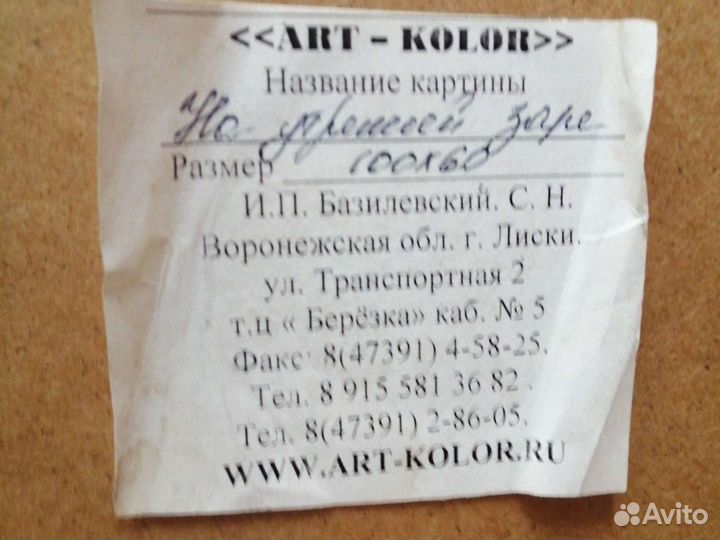 <<ART – KOLOR>>
Название картины
"На утренней заре
Размер 100х60
И.П. Базилевский. С. Н.
Воронежская обл. г. Лиски.
ул. Транспортная 2
т.ц « Берёзка» каб. № 5
Факс: 8(47391) 4-58-25.
Тел. 8 915 581 36 82 .
Тел. 8(47391) 2-86-05.
WWW.ART-KOLOR.RU
Avito